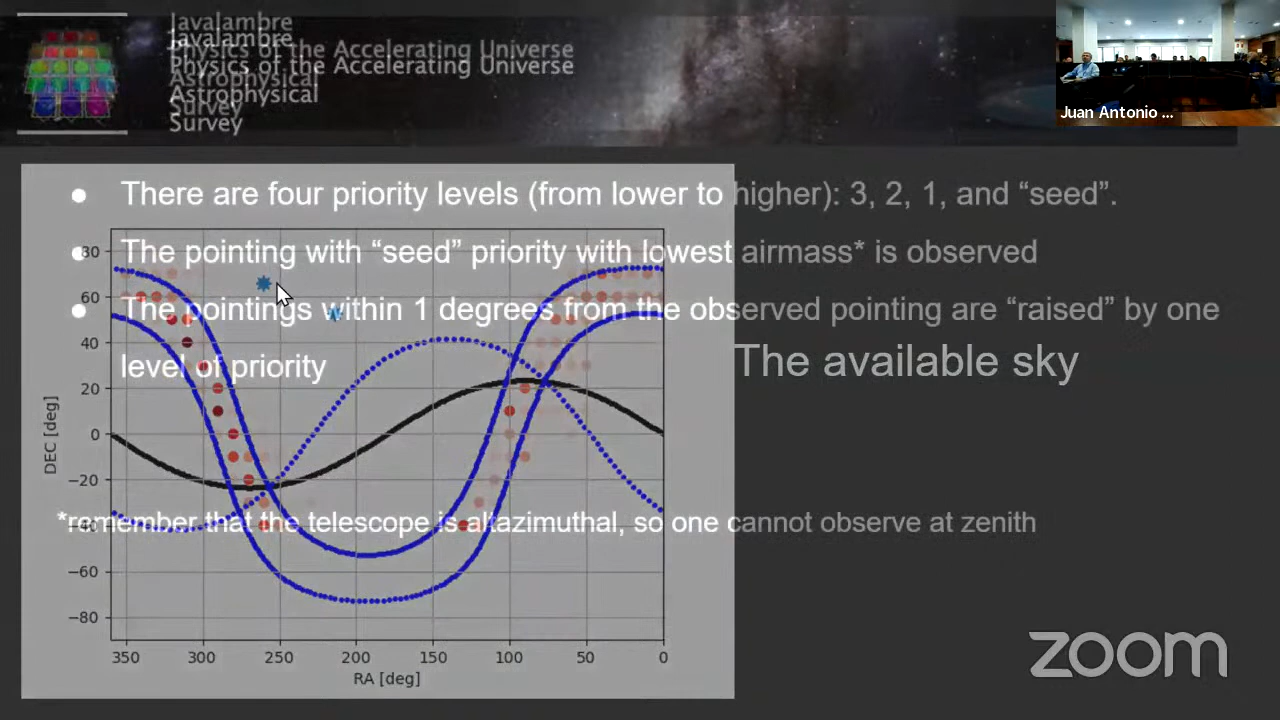 Javalambre
Javalambre
Physics of the Accelerating Universe
Physics of the Accelerating Universe
Astrophysical
Astrophysical
Survey
Survey
Juan Antonio ...
● There are four priority levels (from lower to higher): 3, 2, 1, and “seed”.
● The pointing with “seed” priority with lowest airmass* is observed
● The pointings within 1 degrees from the observed pointing are “raised” by one
level of priority
The available sky
*remember that the telescope is altazimuthal, so one cannot observe at zenith
DEC [deg]
80
60
40
20
0
−20
−40
−60
−80
350 300 250 200 150 100 50 0
RA [deg]
zoom